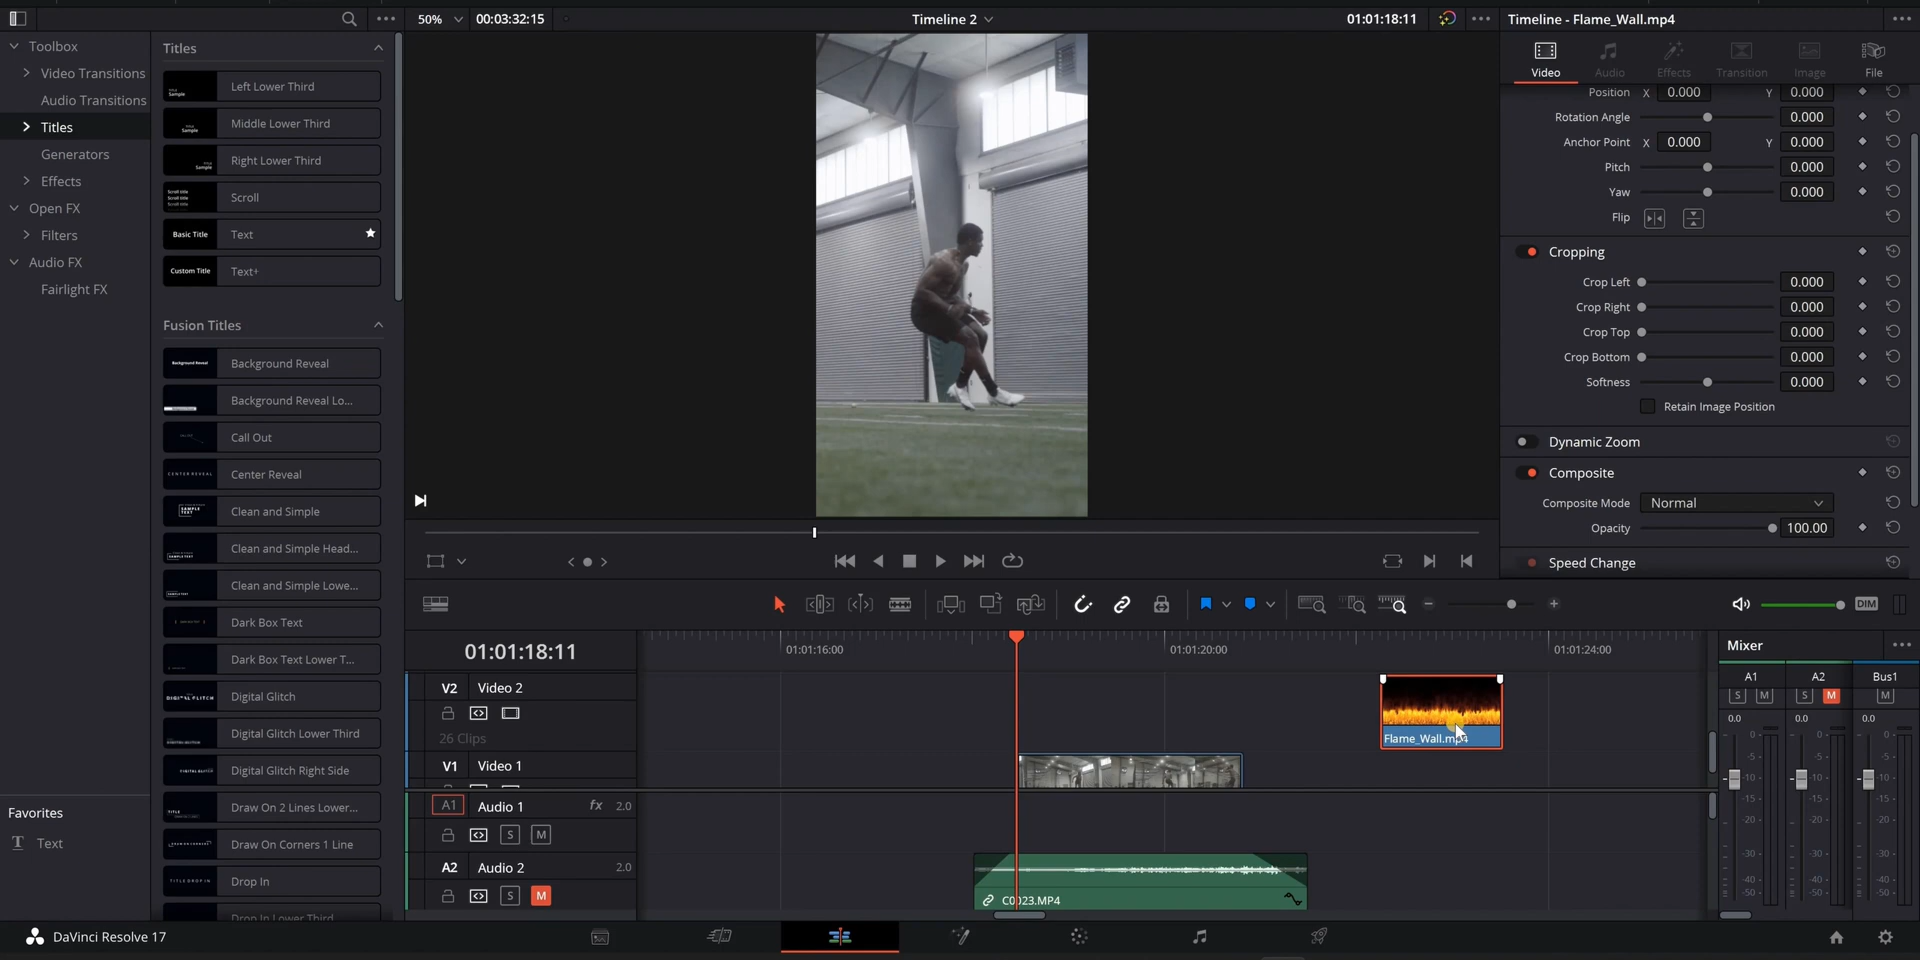 50%
00:03:32:15
Timeline 2
01:01:18:11
Timeline - Flame_Wall.mp4
Toolbox
Video Transitions
Audio Transitions
Titles
Generators
Effects
Open FX
Filters
Audio FX
Fairlight FX
Favorites
Text
Titles
Left Lower Third
Middle Lower Third
Right Lower Third
Scroll
Basic Title
Text
Custom Title
Text+
Fusion Titles
Background Reveal
Background Reveal Lo...
Call Out
Center Reveal
Clean and Simple
Clean and Simple Head...
Clean and Simple Lowe...
Dark Box Text
Dark Box Text Lower T...
Digital Glitch
Digital Glitch Lower Third
Digital Glitch Right Side
Draw On 2 Lines Lower...
Draw On Corners 1 Line
Drop In
Drop In Lower Third
Video
Audio
Effects
Transition
Image
File
Position X 0.000 Y 0.000
Rotation Angle 0.000
Anchor Point X 0.000 Y 0.000
Pitch 0.000
Yaw 0.000
Flip
Cropping
Crop Left 0.000
Crop Right 0.000
Crop Top 0.000
Crop Bottom 0.000
Softness 0.000
Retain Image Position
Dynamic Zoom
Composite
Composite Mode Normal
Opacity 100.00
Speed Change
DIM
01:01:18:11
01:01:16:00
01:01:20:00
01:01:24:00
V2 Video 2
26 Clips
Flame_Wall.mp4
V1 Video 1
A1 Audio 1 fx 2.0
S M
A2 Audio 2 2.0
S M
C0023.MP4
Mixer
A1 A2 Bus1
S M S M M
0.0 0.0 0.0
DaVinci Resolve 17